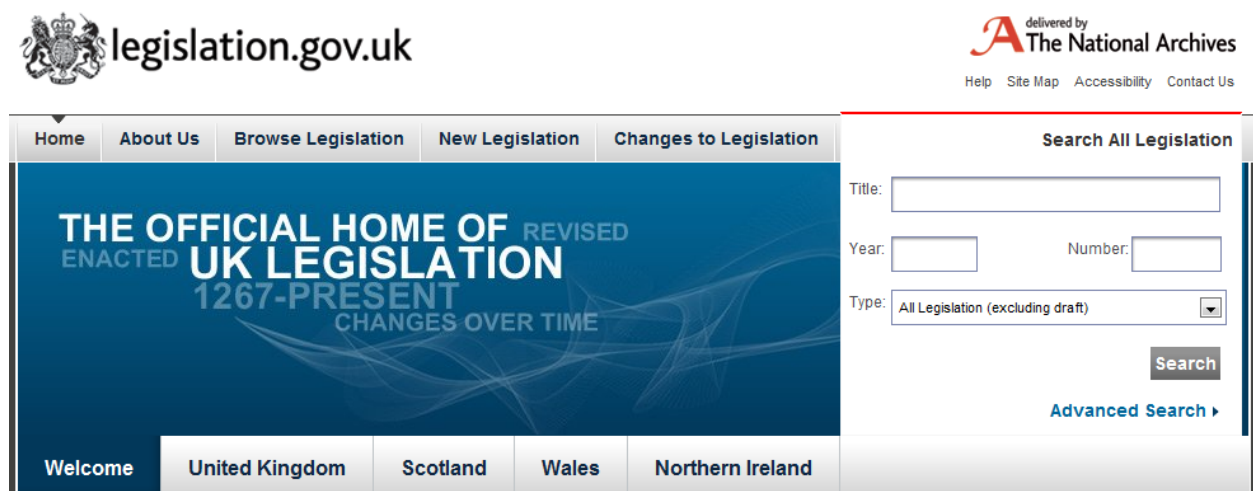 legislation.gov.uk
delivered by
The National Archives
Help Site Map Accessibility Contact Us
Home About Us Browse Legislation New Legislation Changes to Legislation
Search All Legislation
THE OFFICIAL HOME OF REVISED
ENACTED UK LEGISLATION
1267-PRESENT
CHANGES OVER TIME
Title:
Year: Number:
Type: All Legislation (excluding draft)
Search
Advanced Search
Welcome United Kingdom Scotland Wales Northern Ireland